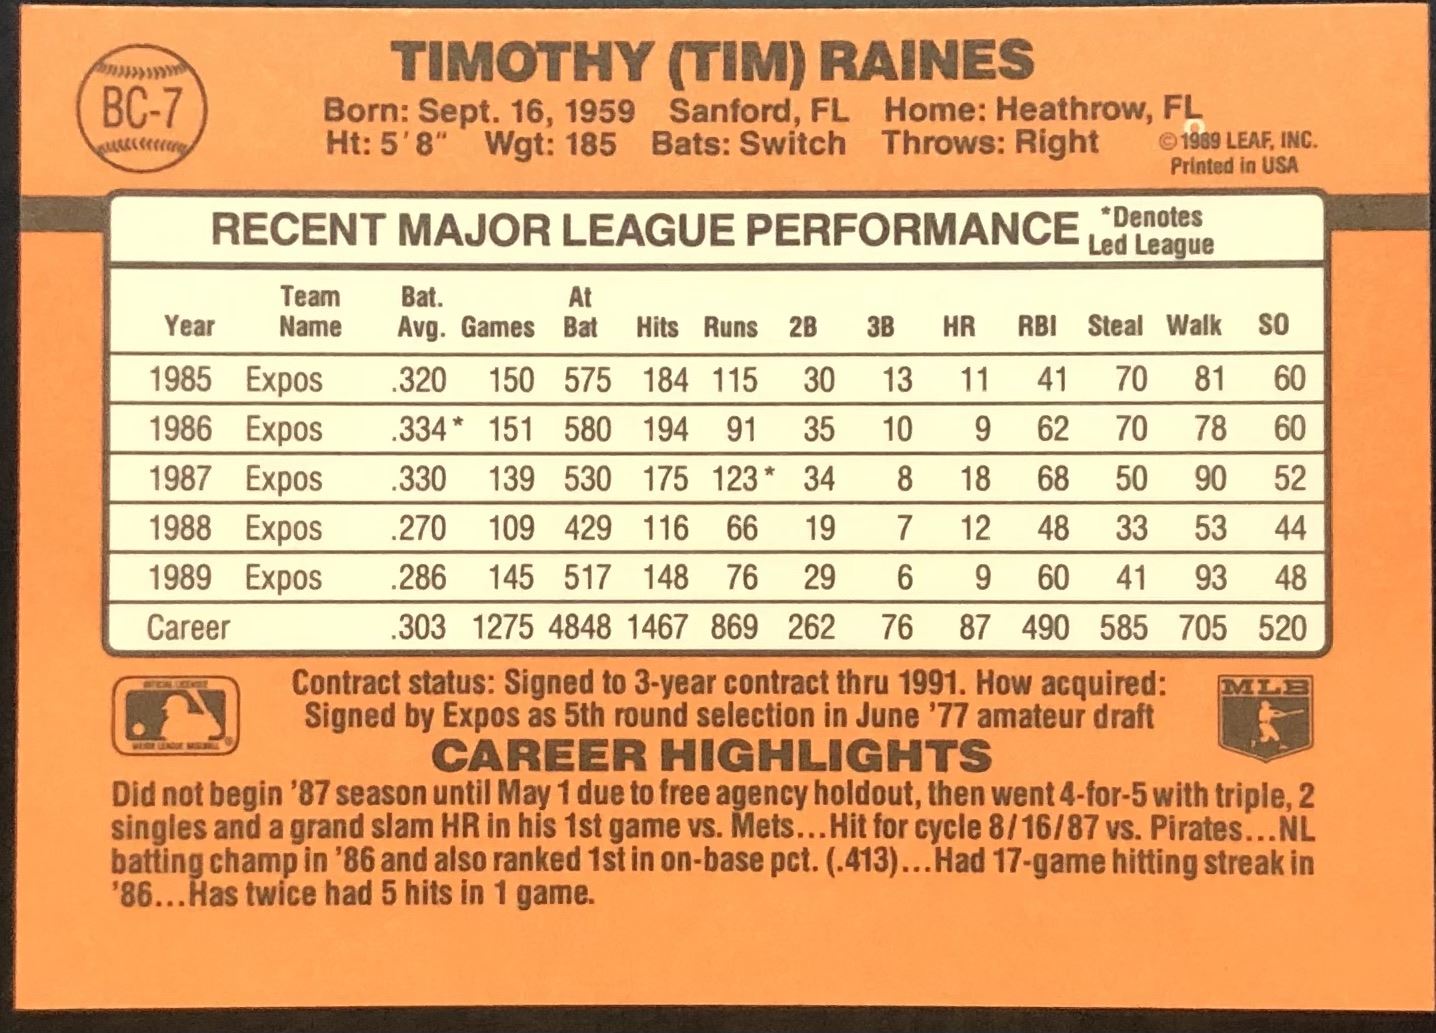 BC-7
TIMOTHY (TIM) RAINES
Born: Sept. 16, 1959 Sanford, FL Home: Heathrow, FL
Ht: 5'8" Wgt: 185 Bats: Switch Throws: Right
© 1989 LEAF, INC.
Printed in USA
RECENT MAJOR LEAGUE PERFORMANCE *Denotes Led League
Year Team Name Bat. Avg. Games At Bat Hits Runs 2B 3B HR RBI Steal Walk SO
1985 Expos .320 150 575 184 115 30 13 11 41 70 81 60
1986 Expos .334* 151 580 194 91 35 10 9 62 70 78 60
1987 Expos .330 139 530 175 123* 34 8 18 68 50 90 52
1988 Expos .270 109 429 116 66 19 7 12 48 33 53 44
1989 Expos .286 145 517 148 76 29 6 9 60 41 93 48
Career .303 1275 4848 1467 869 262 76 87 490 585 705 520
OFFICIAL LICENSEE
MAJOR LEAGUE BASEBALL ®
Contract status: Signed to 3-year contract thru 1991. How acquired:
Signed by Expos as 5th round selection in June '77 amateur draft
MLB
CAREER HIGHLIGHTS
Did not begin '87 season until May 1 due to free agency holdout, then went 4-for-5 with triple, 2
singles and a grand slam HR in his 1st game vs. Mets...Hit for cycle 8/16/87 vs. Pirates...NL
batting champ in '86 and also ranked 1st in on-base pct. (.413)...Had 17-game hitting streak in
'86...Has twice had 5 hits in 1 game.